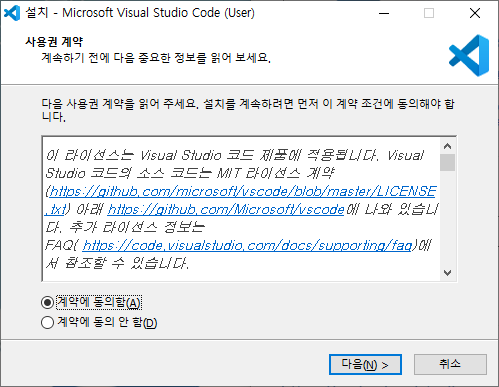 설치 - Microsoft Visual Studio Code (User)
사용권 계약
계속하기 전에 다음 중요한 정보를 읽어 보세요.
다음 사용권 계약을 읽어 주세요. 설치를 계속하려면 먼저 이 계약 조건에 동의해야 합
니다.
이 라이선스는 Visual Studio 코드 제품에 적용됩니다. Visual
Studio 코드의 소스 코드는 MIT 라이선스 계약
(https://github.com/microsoft/vscode/blob/master/LICENSE
.txt) 아래 https://github.com/Microsoft/vscode에 나와 있습니
다. 추가 라이선스 정보는
FAQ( https://code.visualstudio.com/docs/supporting/faq)에
서 참조할 수 있습니다.
계약에 동의함(A)
계약에 동의 안 함(D)
다음(N) >
취소